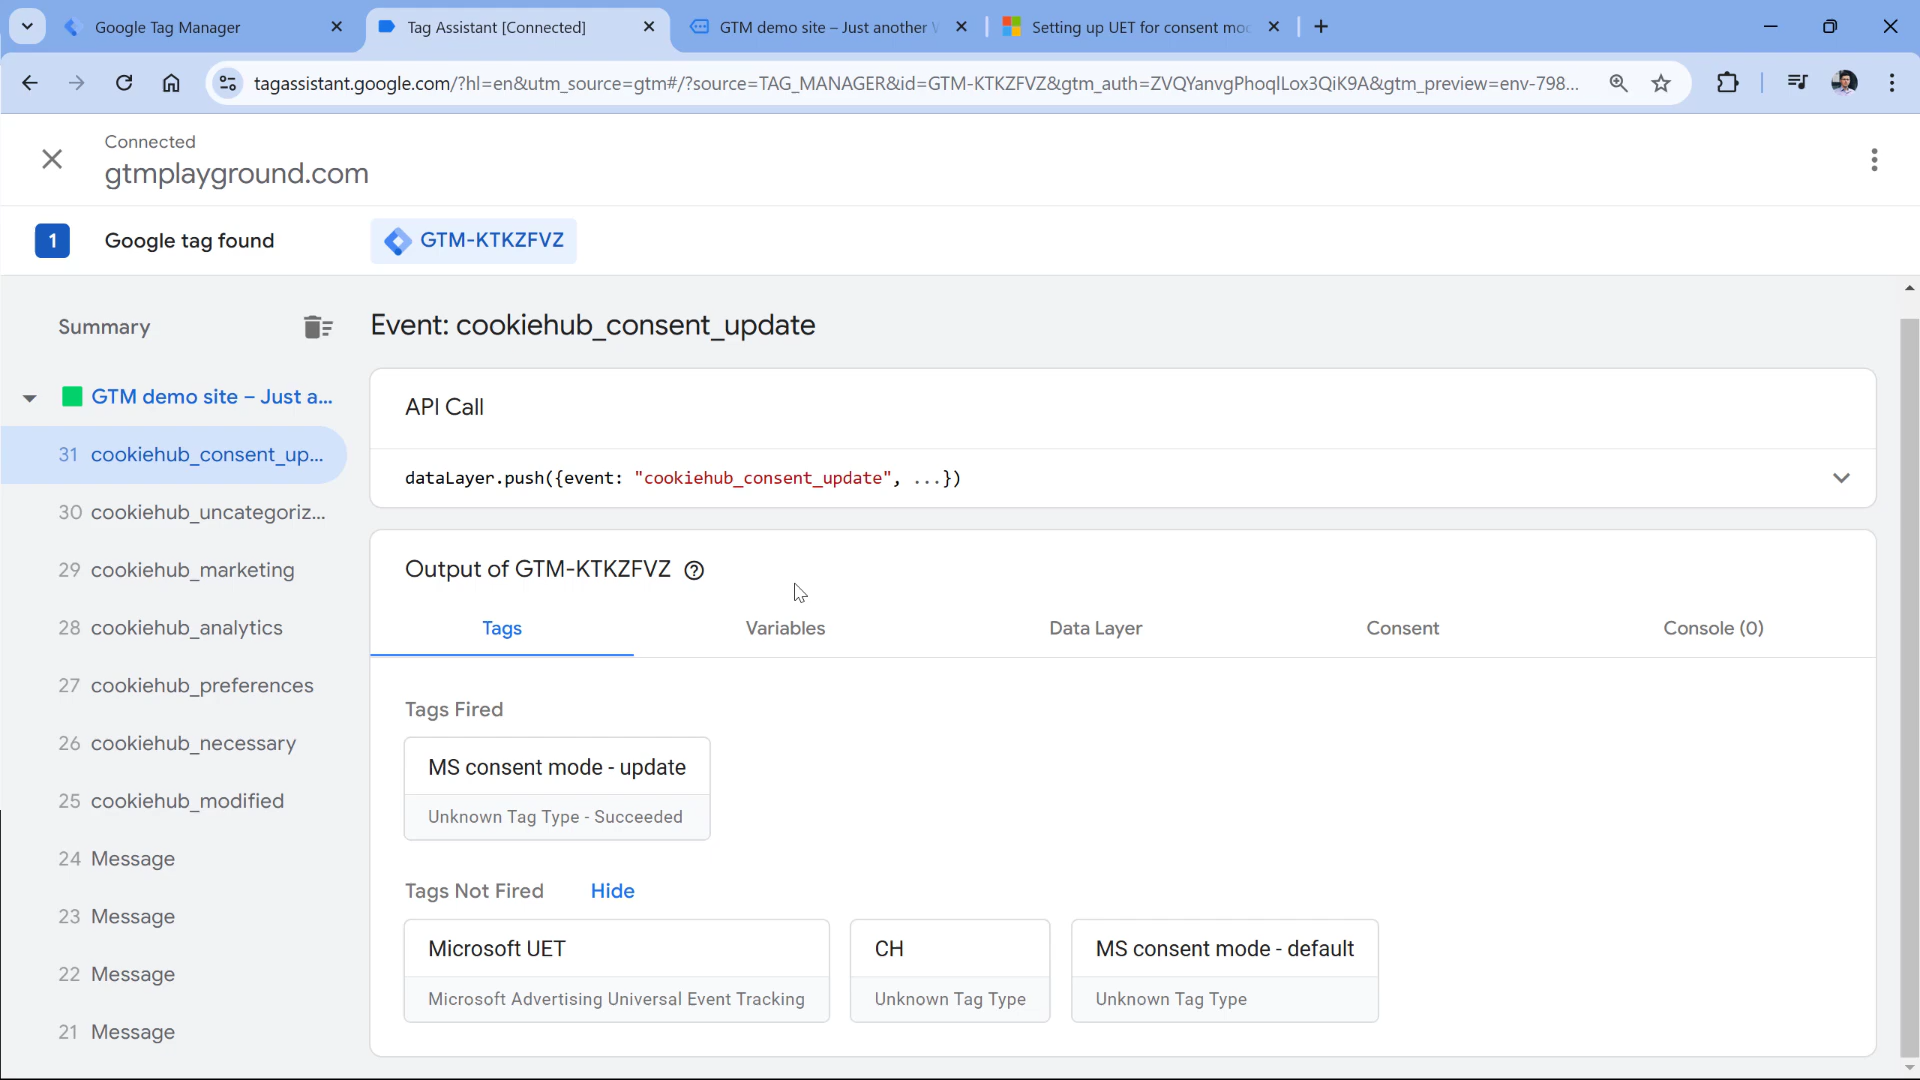 Google Tag Manager
Tag Assistant [Connected]
GTM demo site – Just another
Setting up UET for consent mo
tagassistant.google.com/?hl=en&utm_source=gtm#/?source=TAG_MANAGER&id=GTM-KTKZFVZ&gtm_auth=ZVQYanvgPhoqlLox3QiK9A&gtm_preview=env-798...
Connected
gtmplayground.com
1
Google tag found
GTM-KTKZFVZ
Summary
GTM demo site – Just a...
31 cookiehub_consent_up...
30 cookiehub_uncategoriz...
29 cookiehub_marketing
28 cookiehub_analytics
27 cookiehub_preferences
26 cookiehub_necessary
25 cookiehub_modified
24 Message
23 Message
22 Message
21 Message
Event: cookiehub_consent_update
API Call
dataLayer.push({event: "cookiehub_consent_update", ...})
Output of GTM-KTKZFVZ
Tags
Variables
Data Layer
Consent
Console (0)
Tags Fired
MS consent mode - update
Unknown Tag Type - Succeeded
Tags Not Fired
Hide
Microsoft UET
Microsoft Advertising Universal Event Tracking
CH
Unknown Tag Type
MS consent mode - default
Unknown Tag Type